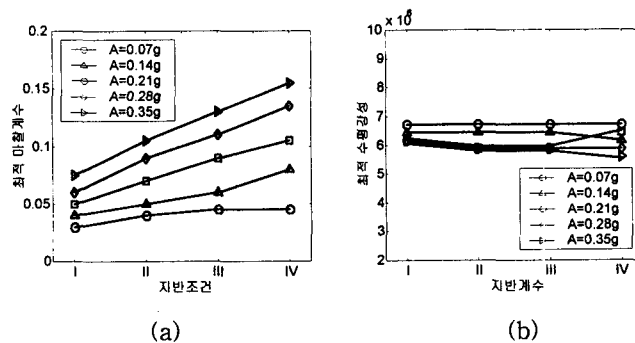 0.2
0.15
0.1
0.05
0
최적 마찰계수
A=0.07g
A=0.14g
A=0.21g
A=0.28g
A=0.35g
I
II
III
IV
지반조건
(a)
x 10⁶
10
9
8
7
6
5
4
3
2
최적 수평강성
A=0.07g
A=0.14g
A=0.21g
A=0.28g
A=0.35g
I
II
III
IV
지반계수
(b)